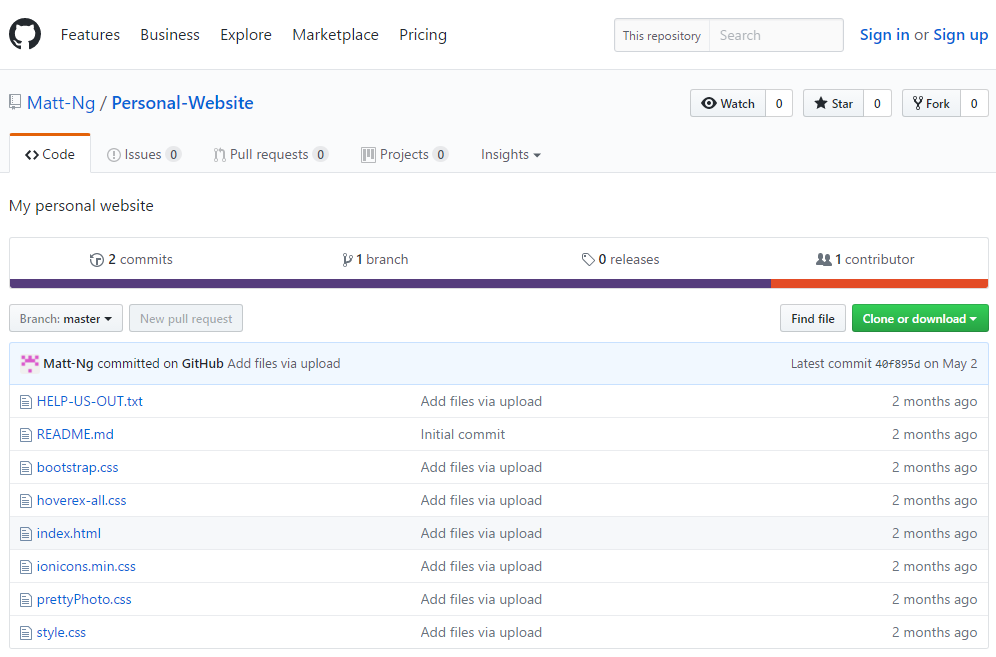 Features Business Explore Marketplace Pricing This repository Search Sign in or Sign up
Matt-Ng / Personal-Website Watch 0 Star 0 Fork 0
Code Issues 0 Pull requests 0 Projects 0 Insights
My personal website
2 commits 1 branch 0 releases 1 contributor
Branch: master New pull request Find file Clone or download
Matt-Ng committed on GitHub Add files via upload Latest commit 40f895d on May 2
HELP-US-OUT.txt Add files via upload 2 months ago
README.md Initial commit 2 months ago
bootstrap.css Add files via upload 2 months ago
hoverex-all.css Add files via upload 2 months ago
index.html Add files via upload 2 months ago
ionicons.min.css Add files via upload 2 months ago
prettyPhoto.css Add files via upload 2 months ago
style.css Add files via upload 2 months ago